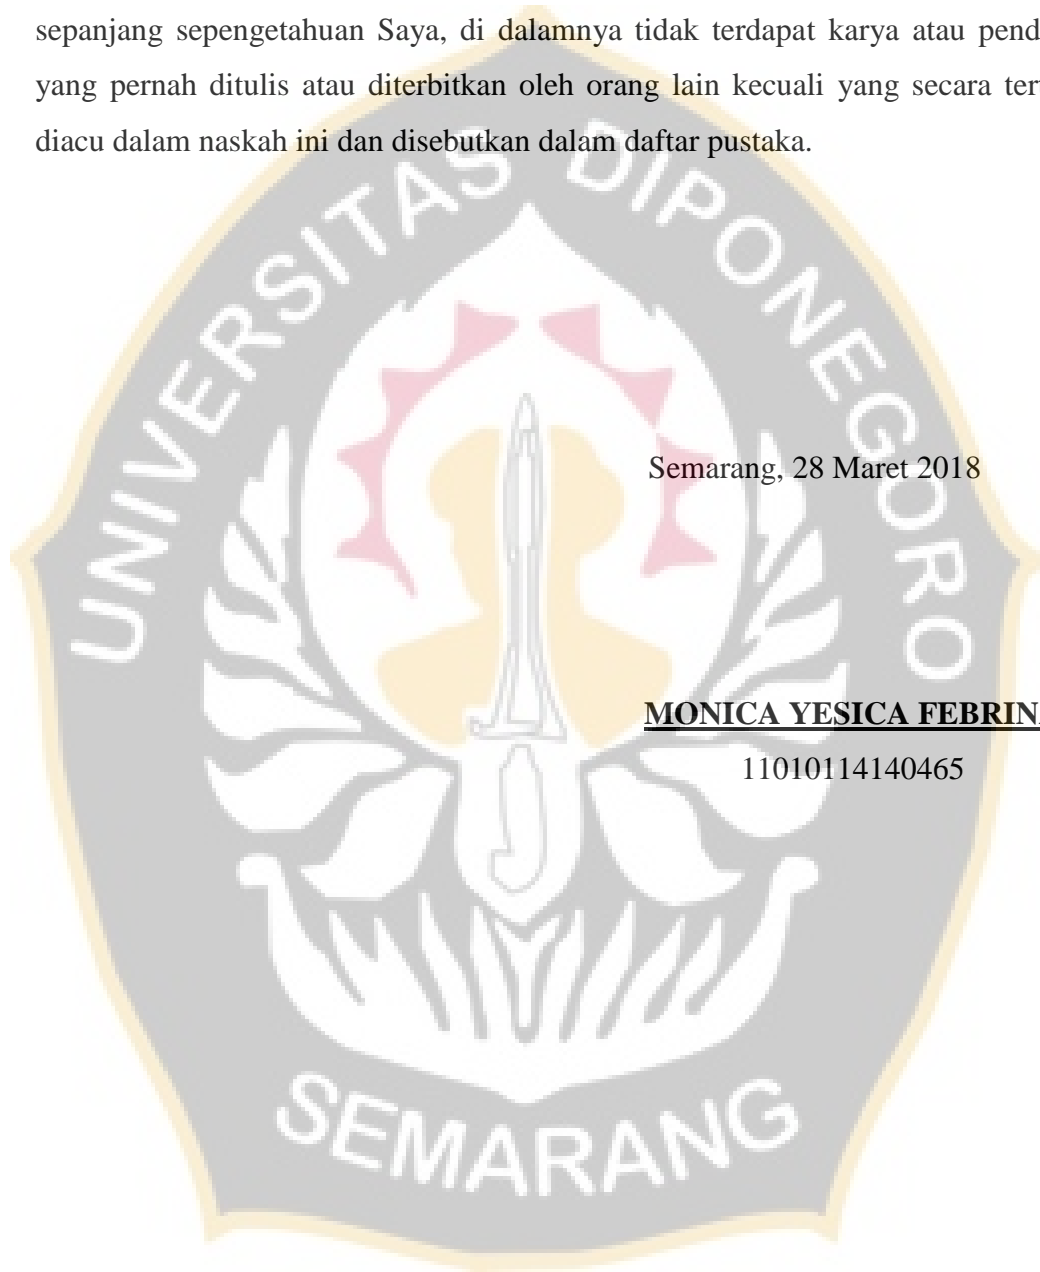 sepanjang sepengetahuan Saya, di dalamnya tidak terdapat karya atau pend
yang pernah ditulis atau diterbitkan oleh orang lain kecuali yang secara ter
diacu dalam naskah ini dan disebutkan dalam daftar pustaka.
UNIVERSITAS DIPONEGORO
Semarang, 28 Maret 2018
MONICA YESICA FEBRINA
11010114140465
SEMARANG